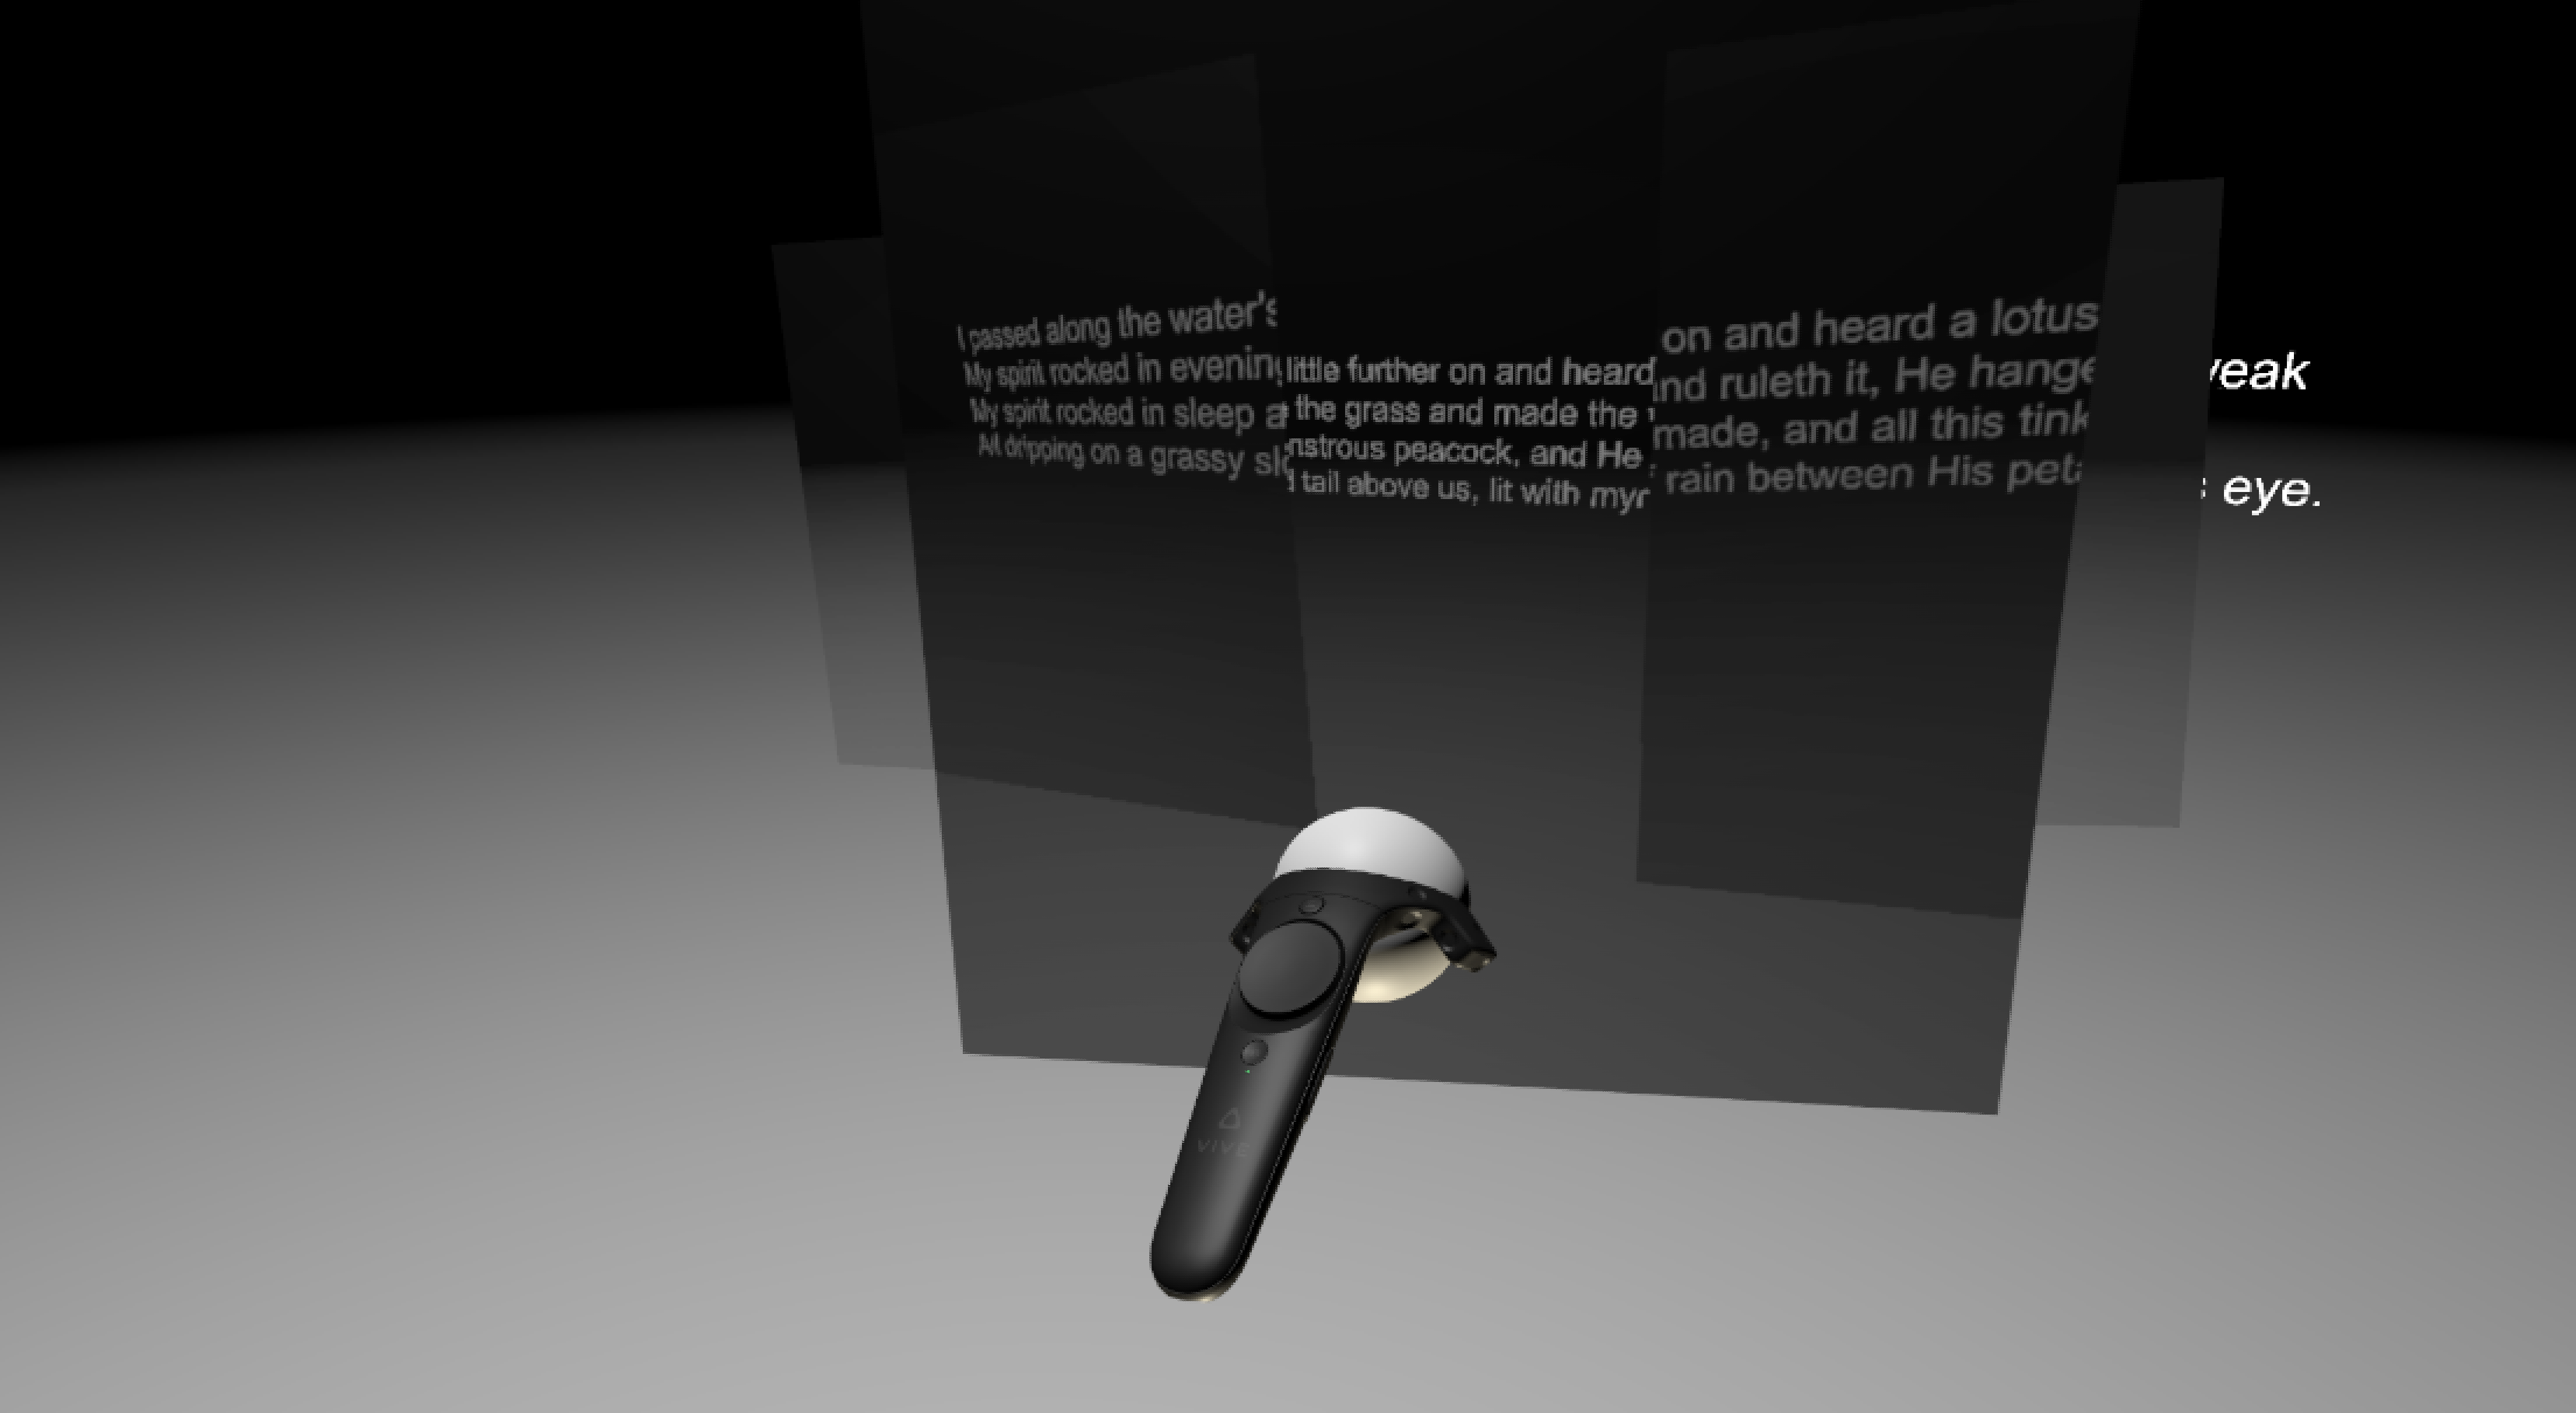 I passed along the water's
My spirit rocked in evening
My spirit rocked in sleep a
All dripping on a grassy sl
little further on and heard
the grass and made the
nstrous peacock, and He
tail above us, lit with myr
on and heard a lotus
and ruleth it, He hange
made, and all this tink
rain between His peta
eak
eye.
VIVE